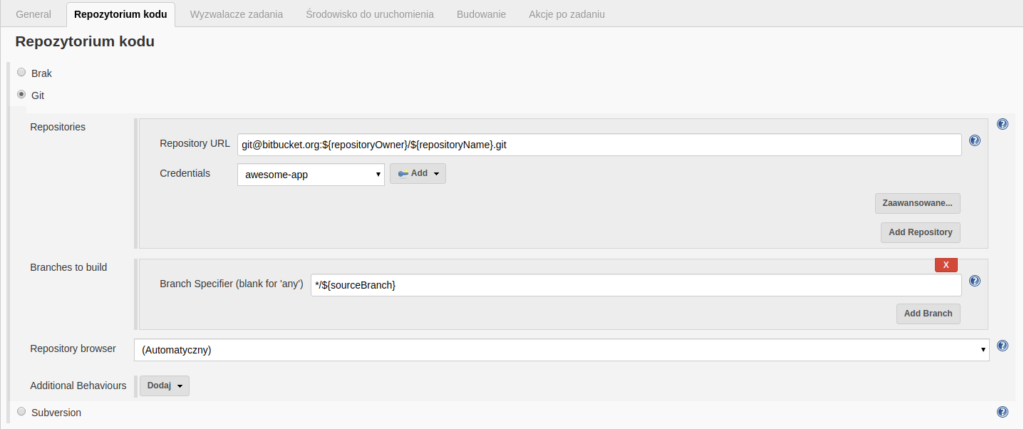 General Repozytorium kodu Wyzwalacze zadania Środowisko do uruchomienia Budowanie Akcje po zadaniu
Repozytorium kodu
Brak
Git
Repositories
Repository URL git@bitbucket.org:${repositoryOwner}/${repositoryName}.git
Credentials awesome-app Add
Zaawansowane...
Add Repository
Branches to build
X
Branch Specifier (blank for 'any') */${sourceBranch}
Add Branch
Repository browser (Automatyczny)
Additional Behaviours Dodaj
Subversion